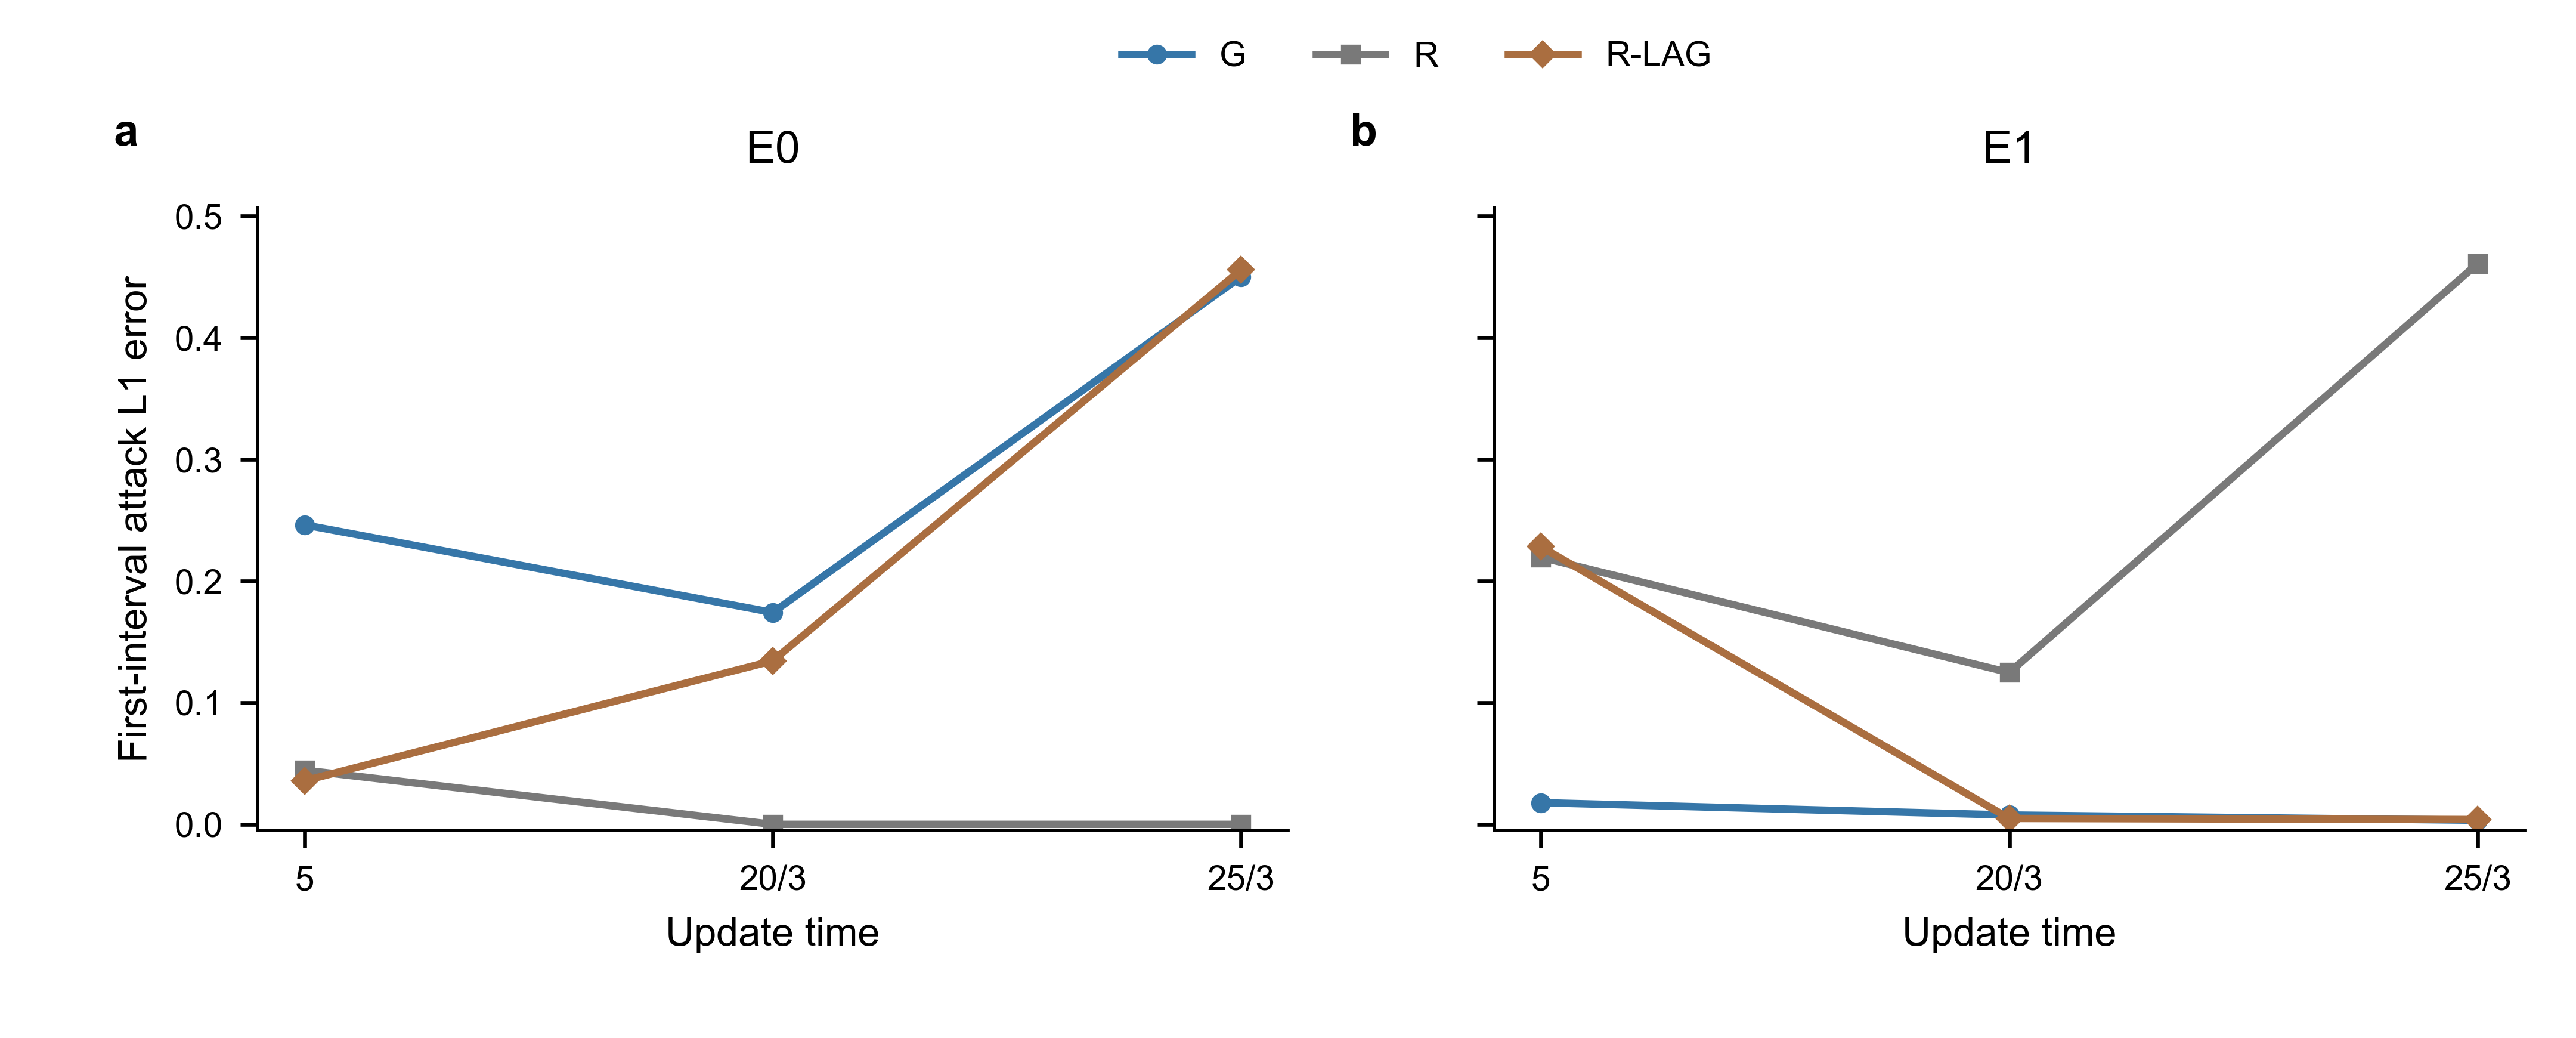 G R R-LAG
a
E0
b
E1
First-interval attack L1 error
0.5
0.4
0.3
0.2
0.1
0.0
5 20/3 25/3
Update time
5 20/3 25/3
Update time